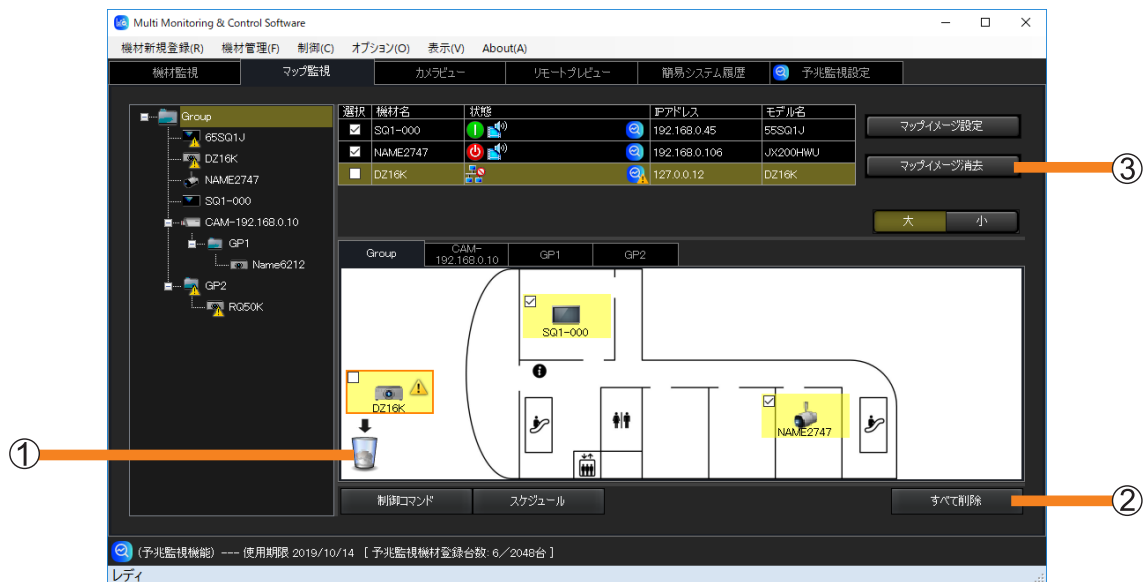 Multi Monitoring & Control Software
機材新規登録(R) 機材管理(F) 制御(C) オプション(O) 表示(V) About(A)
機材監視 マップ監視 カメラビュー リモートプレビュー 簡易システム履歴 予兆監視設定
Group
65SQ1J
DZ16K
NAME2747
SQ1-000
CAM-192.168.0.10
GP1
Name6212
GP2
RQ50K
選択 機材名 状態 IPアドレス モデル名
SQ1-000 192.168.0.45 55SQ1J
NAME2747 192.168.0.106 JX200HWU
DZ16K 127.0.0.12 DZ16K
マップイメージ設定
マップイメージ消去
③
大 小
Group CAM-192.168.0.10 GP1 GP2
SQ1-000
DZ16K
NAME2747
①
制御コマンド スケジュール すべて削除
②
(予兆監視機能) --- 使用期限 2019/10/14 [ 予兆監視機材登録台数: 6/2048台 ]
レディ